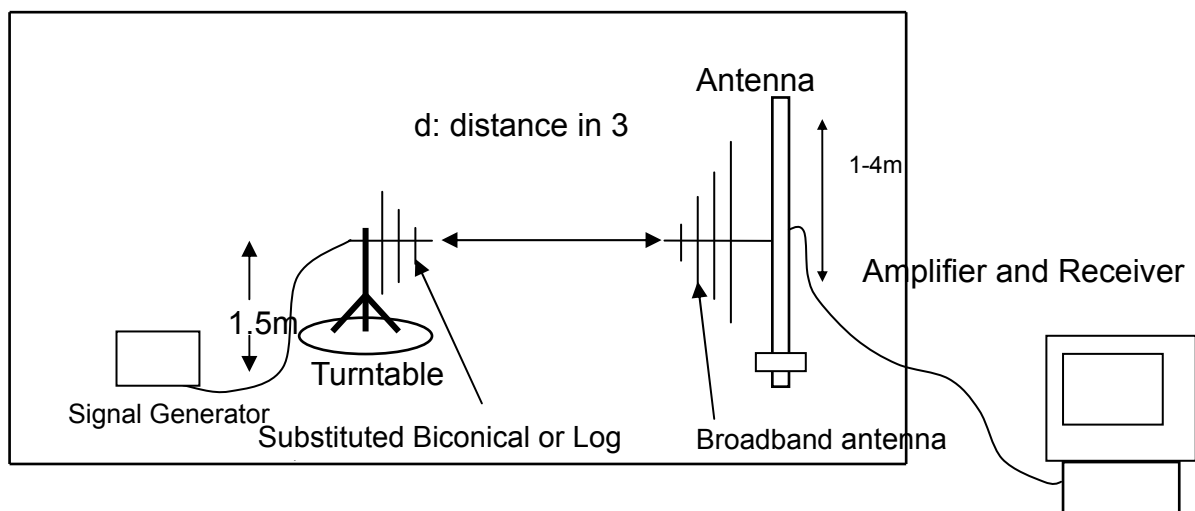 Antenna
d: distance in 3
1-4m
Amplifier and Receiver
1.5m
Turntable
Signal Generator
Substituted Biconical or Log
Broadband antenna